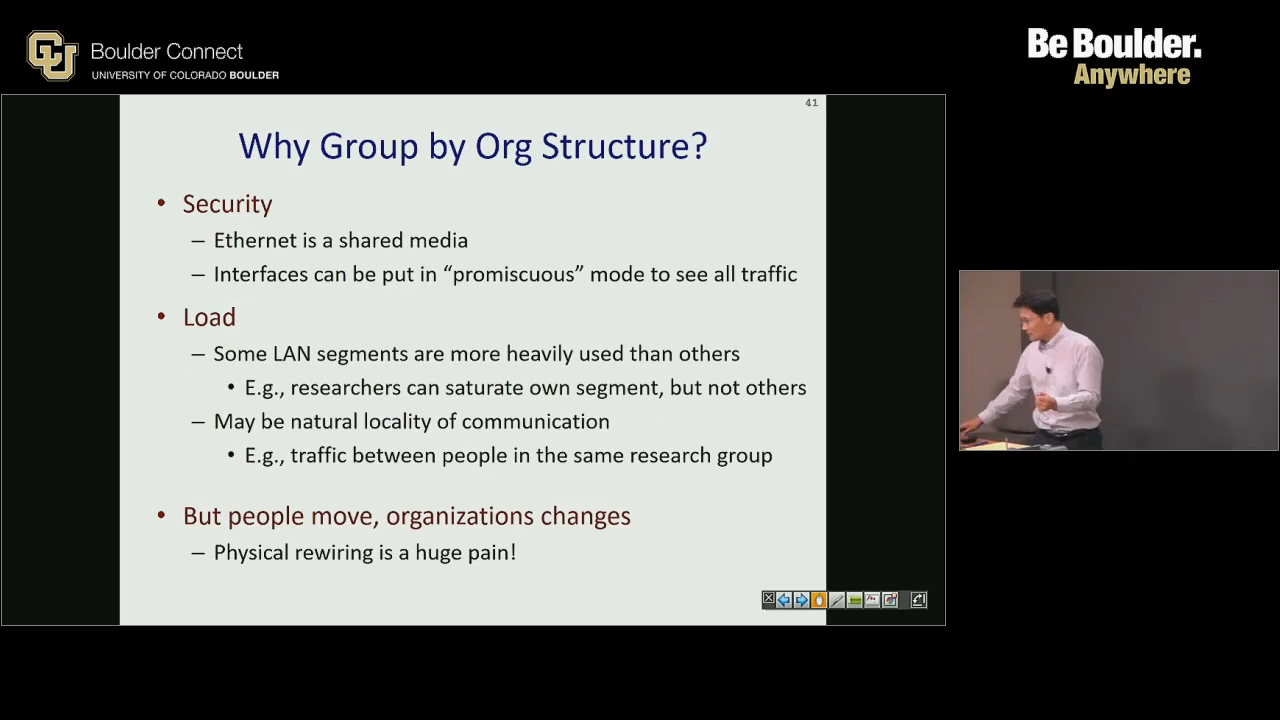 Boulder Connect
UNIVERSITY OF COLORADO BOULDER
Be Boulder.
Anywhere
41
Why Group by Org Structure?
• Security
– Ethernet is a shared media
– Interfaces can be put in “promiscuous” mode to see all traffic
• Load
– Some LAN segments are more heavily used than others
• E.g., researchers can saturate own segment, but not others
– May be natural locality of communication
• E.g., traffic between people in the same research group
• But people move, organizations changes
– Physical rewiring is a huge pain!